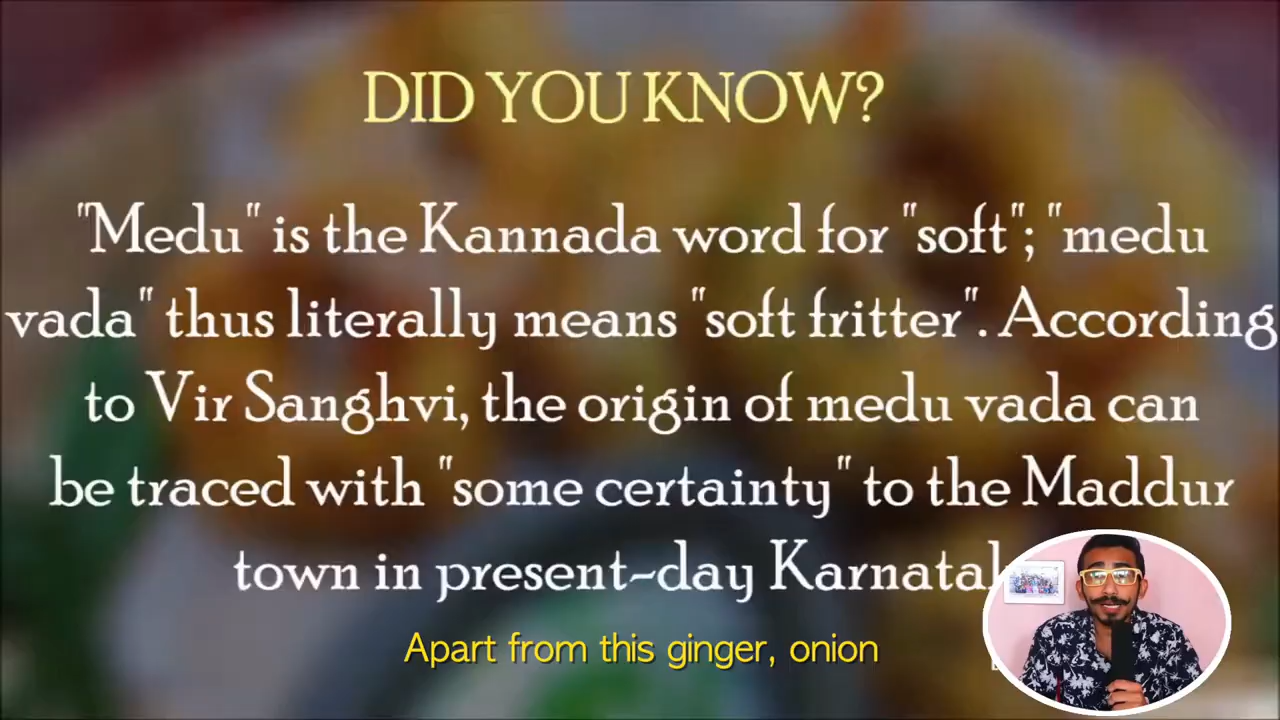 DID YOU KNOW?
"Medu" is the Kannada word for "soft"; "medu
vada" thus literally means "soft fritter". According
to Vir Sanghvi, the origin of medu vada can
be traced with "some certainty" to the Maddur
town in present-day
Apart from this ginger, onion